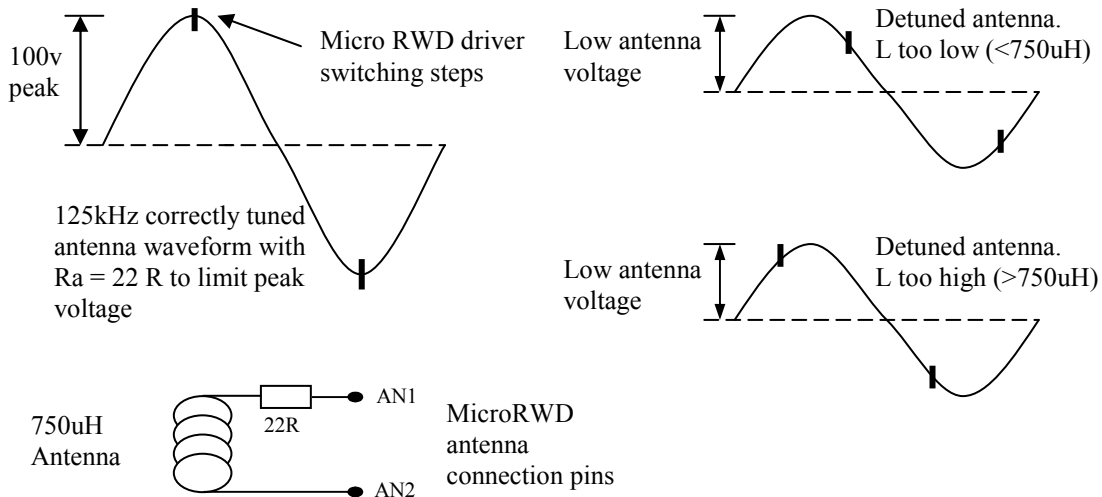 100v
peak
Micro RWD driver
switching steps
125kHz correctly tuned
antenna waveform with
Ra = 22 R to limit peak
voltage
Low antenna
voltage
Detuned antenna.
L too low (<750uH)
Low antenna
voltage
Detuned antenna.
L too high (>750uH)
750uH
Antenna
22R
AN1
AN2
MicroRWD
antenna
connection pins